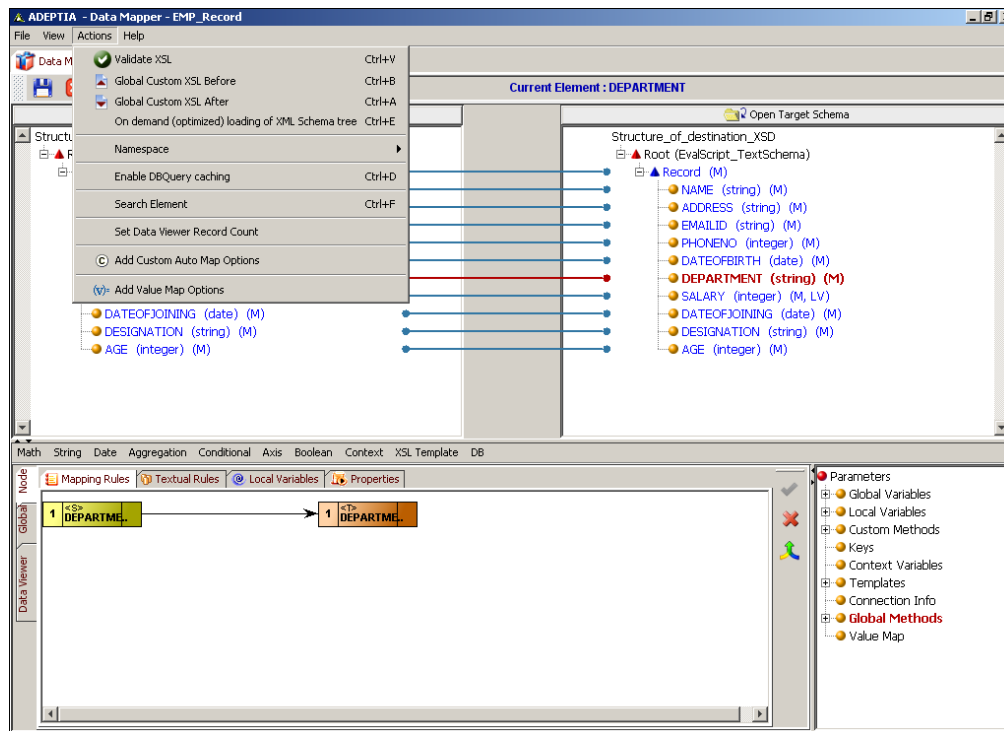 ADEPTIA - Data Mapper - EMP_Record
File View Actions Help
Data M
Validate XSL Ctrl+V
Global Custom XSL Before Ctrl+B
Global Custom XSL After Ctrl+A
On demand (optimized) loading of XML Schema tree Ctrl+E
Namespace
Enable DBQuery caching Ctrl+D
Search Element Ctrl+F
Set Data Viewer Record Count
Add Custom Auto Map Options
Add Value Map Options
Current Element : DEPARTMENT
Open Target Schema
Structu
R
DATEOFJOINING (date) (M)
DESIGNATION (string) (M)
AGE (integer) (M)
Structure_of_destination_XSD
Root (EvalScript_TextSchema)
Record (M)
NAME (string) (M)
ADDRESS (string) (M)
EMAILID (string) (M)
PHONENO (integer) (M)
DATEOFBIRTH (date) (M)
DEPARTMENT (string) (M)
SALARY (integer) (M, LV)
DATEOFJOINING (date) (M)
DESIGNATION (string) (M)
AGE (integer) (M)
Math String Date Aggregation Conditional Axis Boolean Context XSL Template DB
Node
Global
Data Viewer
Mapping Rules Textual Rules Local Variables Properties
1 <S> DEPARTME..
1 <T> DEPARTME..
Parameters
Global Variables
Local Variables
Custom Methods
Keys
Context Variables
Templates
Connection Info
Global Methods
Value Map